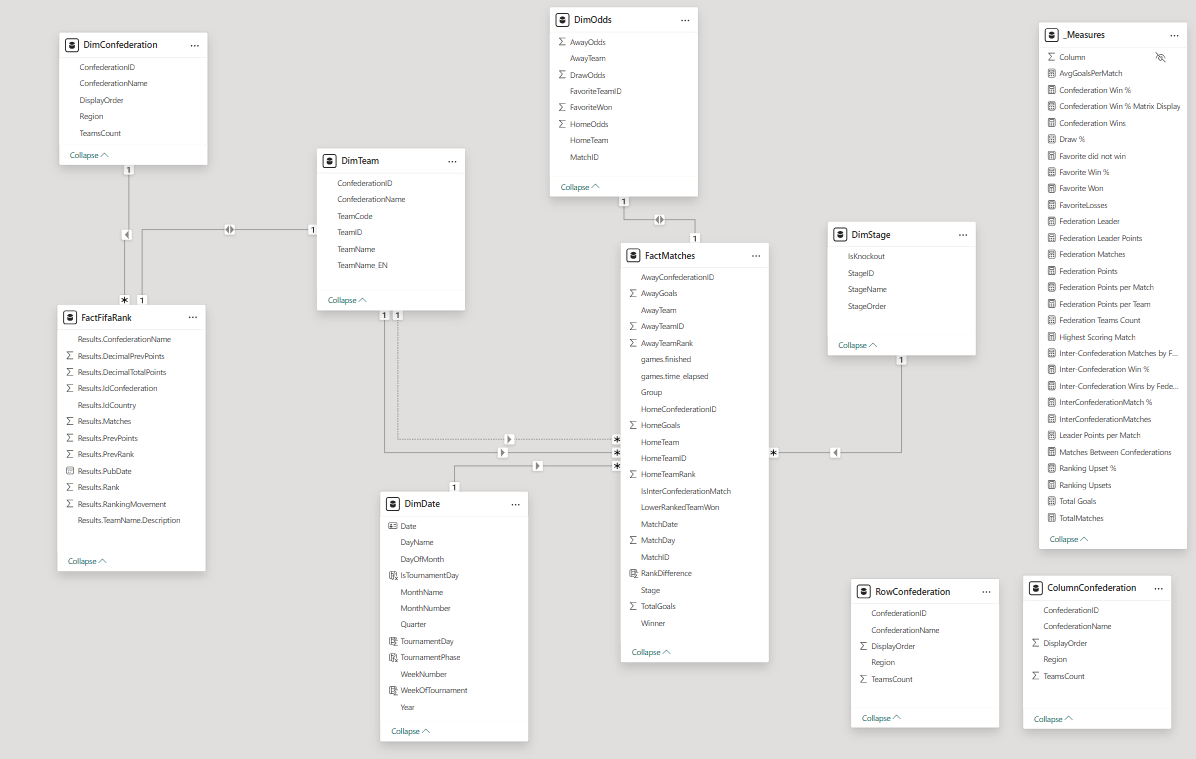 DimConfederation
ConfederationID
ConfederationName
DisplayOrder
Region
TeamsCount
Collapse
1
*
1
FactFifaRank
Results.ConfederationName
Results.DecimalPrevPoints
Results.DecimalTotalPoints
Results.IdConfederation
Results.IdCountry
Results.Matches
Results.PrevPoints
Results.PrevRank
Results.PubDate
Results.Rank
Results.RankingMovement
Results.TeamName.Description
Collapse
1
DimTeam
ConfederationID
ConfederationName
TeamCode
TeamID
TeamName
TeamName_EN
Collapse
1 1
DimDate
Date
DayName
DayOfMonth
IsTournamentDay
MonthName
MonthNumber
Quarter
TournamentDay
TournamentPhase
WeekNumber
WeekOfTournament
Year
Collapse
1
DimOdds
AwayOdds
AwayTeam
DrawOdds
FavoriteTeamID
FavoriteWon
HomeOdds
HomeTeam
MatchID
Collapse
1
1
FactMatches
AwayConfederationID
AwayGoals
AwayTeam
AwayTeamID
AwayTeamRank
games.finished
games.time_elapsed
Group
HomeConfederationID
HomeGoals
HomeTeam
HomeTeamID
HomeTeamRank
IsInterConfederationMatch
LowerRankedTeamWon
MatchDate
MatchDay
MatchID
RankDifference
Stage
TotalGoals
Winner
Collapse
*
*
*
*
DimStage
IsKnockout
StageID
StageName
StageOrder
Collapse
1
_Measures
Column
AvgGoalsPerMatch
Confederation Win %
Confederation Win % Matrix Display
Confederation Wins
Draw %
Favorite did not win
Favorite Win %
Favorite Won
FavoriteLosses
Federation Leader
Federation Leader Points
Federation Matches
Federation Points
Federation Points per Match
Federation Points per Team
Federation Teams Count
Highest Scoring Match
Inter-Confederation Matches by F...
Inter-Confederation Win %
Inter-Confederation Wins by Fede...
InterConfederationMatch %
InterConfederationMatches
Leader Points per Match
Matches Between Confederations
Ranking Upset %
Ranking Upsets
Total Goals
TotalMatches
Collapse
RowConfederation
ConfederationID
ConfederationName
DisplayOrder
Region
TeamsCount
Collapse
ColumnConfederation
ConfederationID
ConfederationName
DisplayOrder
Region
TeamsCount
Collapse